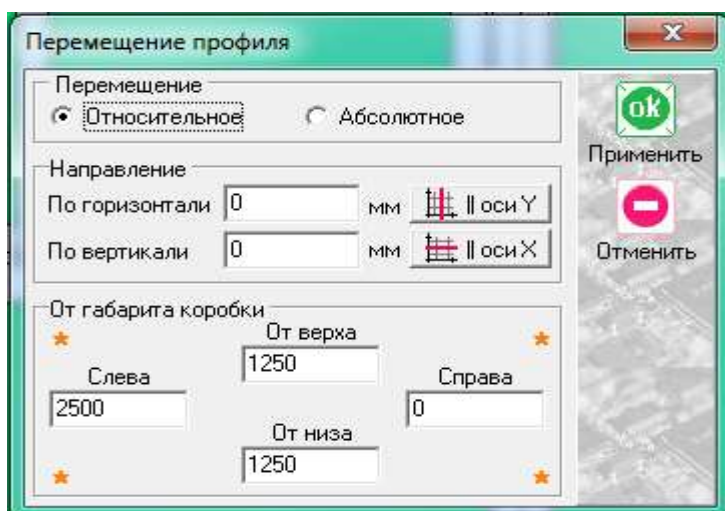 Перемещение профиля
Перемещение
Относительное Абсолютное
Направление
По горизонтали 0 мм || оси Y
По вертикали 0 мм || оси X
От габарита коробки
От верха
1250
Слева Справа
2500 0
От низа
1250
ok
Применить
Отменить